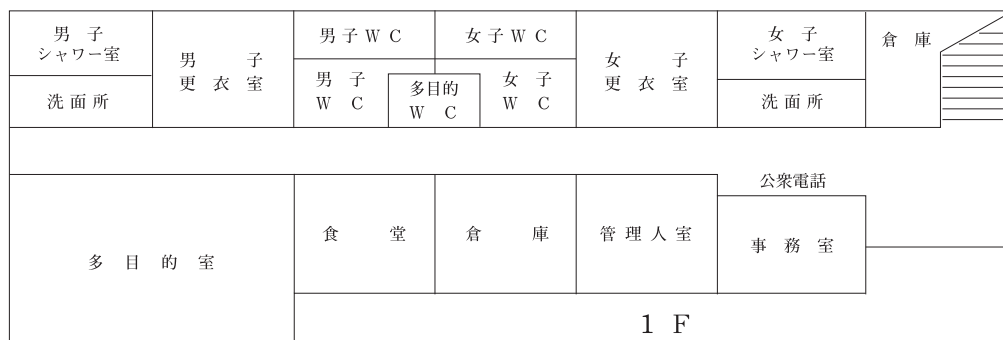 男子
シャワー室
洗面所
男子
更衣室
男子WC
女子WC
男子
WC
多目的
WC
女子
WC
女子
更衣室
女子
シャワー室
洗面所
倉庫
公衆電話
多目的室
食堂
倉庫
管理人室
事務室
1F